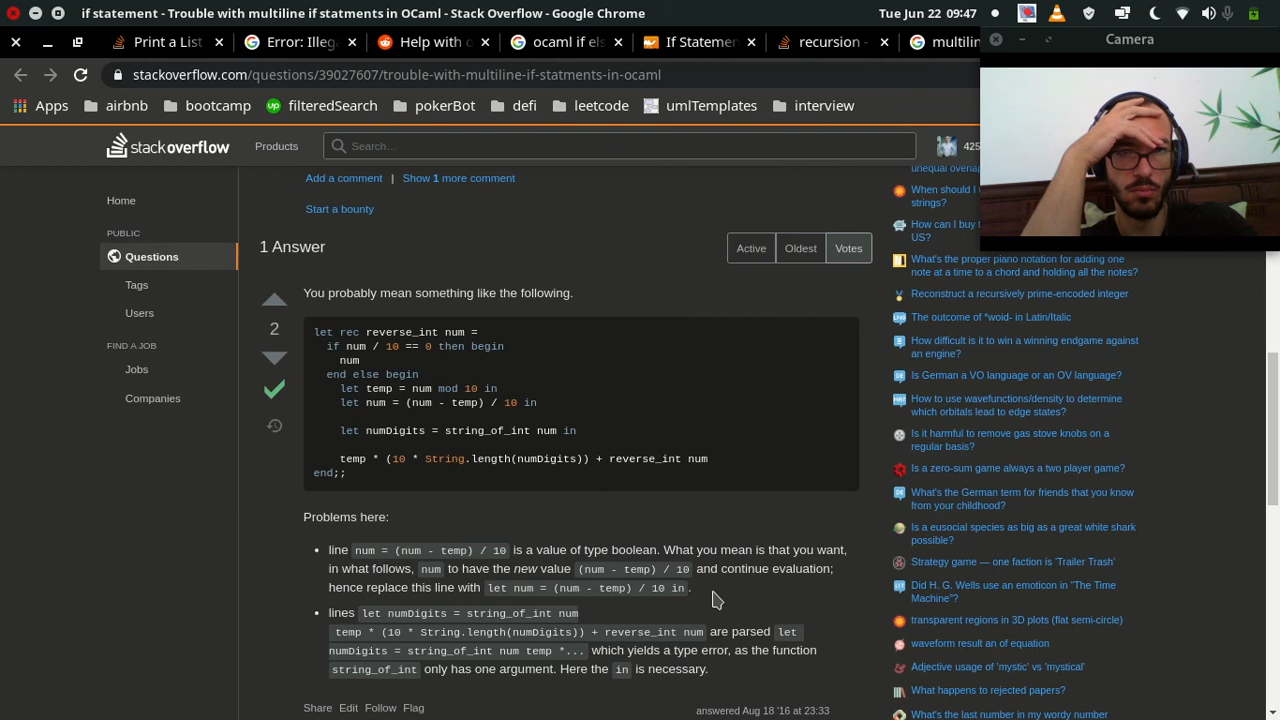 if statement - Trouble with multiline if statments in OCaml - Stack Overflow - Google Chrome
Tue Jun 22 09:47
Print a List
Error: Illeg
Help with o
ocaml if els
If Statemen
recursion -
multilin
Camera
stackoverflow.com/questions/39027607/trouble-with-multiline-if-statments-in-ocaml
Apps
airbnb
bootcamp
filteredSearch
pokerBot
defi
leetcode
umlTemplates
interview
stackoverflow
Products
Search...
425
Home
PUBLIC
Questions
Tags
Users
FIND A JOB
Jobs
Companies
Add a comment | Show 1 more comment
Start a bounty
1 Answer
Active
Oldest
Votes
2
You probably mean something like the following.
let rec reverse_int num =
if num / 10 == 0 then begin
num
end else begin
let temp = num mod 10 in
let num = (num - temp) / 10 in
let numDigits = string_of_int num in
temp * (10 * String.length(numDigits)) + reverse_int num
end;;
Problems here:
• line num = (num - temp) / 10 is a value of type boolean. What you mean is that you want,
in what follows, num to have the new value (num - temp) / 10 and continue evaluation;
hence replace this line with let num = (num - temp) / 10 in.
• lines let numDigits = string_of_int num
temp * (10 * String.length(numDigits)) + reverse_int num are parsed let
numDigits = string_of_int num temp *... which yields a type error, as the function
string_of_int only has one argument. Here the in is necessary.
Share Edit Follow Flag
answered Aug 18 '16 at 23:33
unequal
When should I
strings?
How can I buy
US?
What's the proper piano notation for adding one
note at a time to a chord and holding all the notes?
Reconstruct a recursively prime-encoded integer
The outcome of *woid- in Latin/Italic
How difficult is it to win a winning endgame against
an engine?
Is German a VO language or an OV language?
How to use wavefunctions/density to determine
which orbitals lead to edge states?
Is it harmful to remove gas stove knobs on a
regular basis?
Is a zero-sum game always a two player game?
What's the German term for friends that you know
from your childhood?
Is a eusocial species as big as a great white shark
possible?
Strategy game — one faction is 'Trailer Trash'
Did H. G. Wells use an emoticon in "The Time
Machine"?
transparent regions in 3D plots (flat semi-circle)
waveform result an of equation
Adjective usage of 'mystic' vs 'mystical'
What happens to rejected papers?
What's the last number in my wordy number